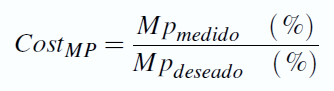 Cost_MP = Mp_medido (%)
Mp_deseado (%)